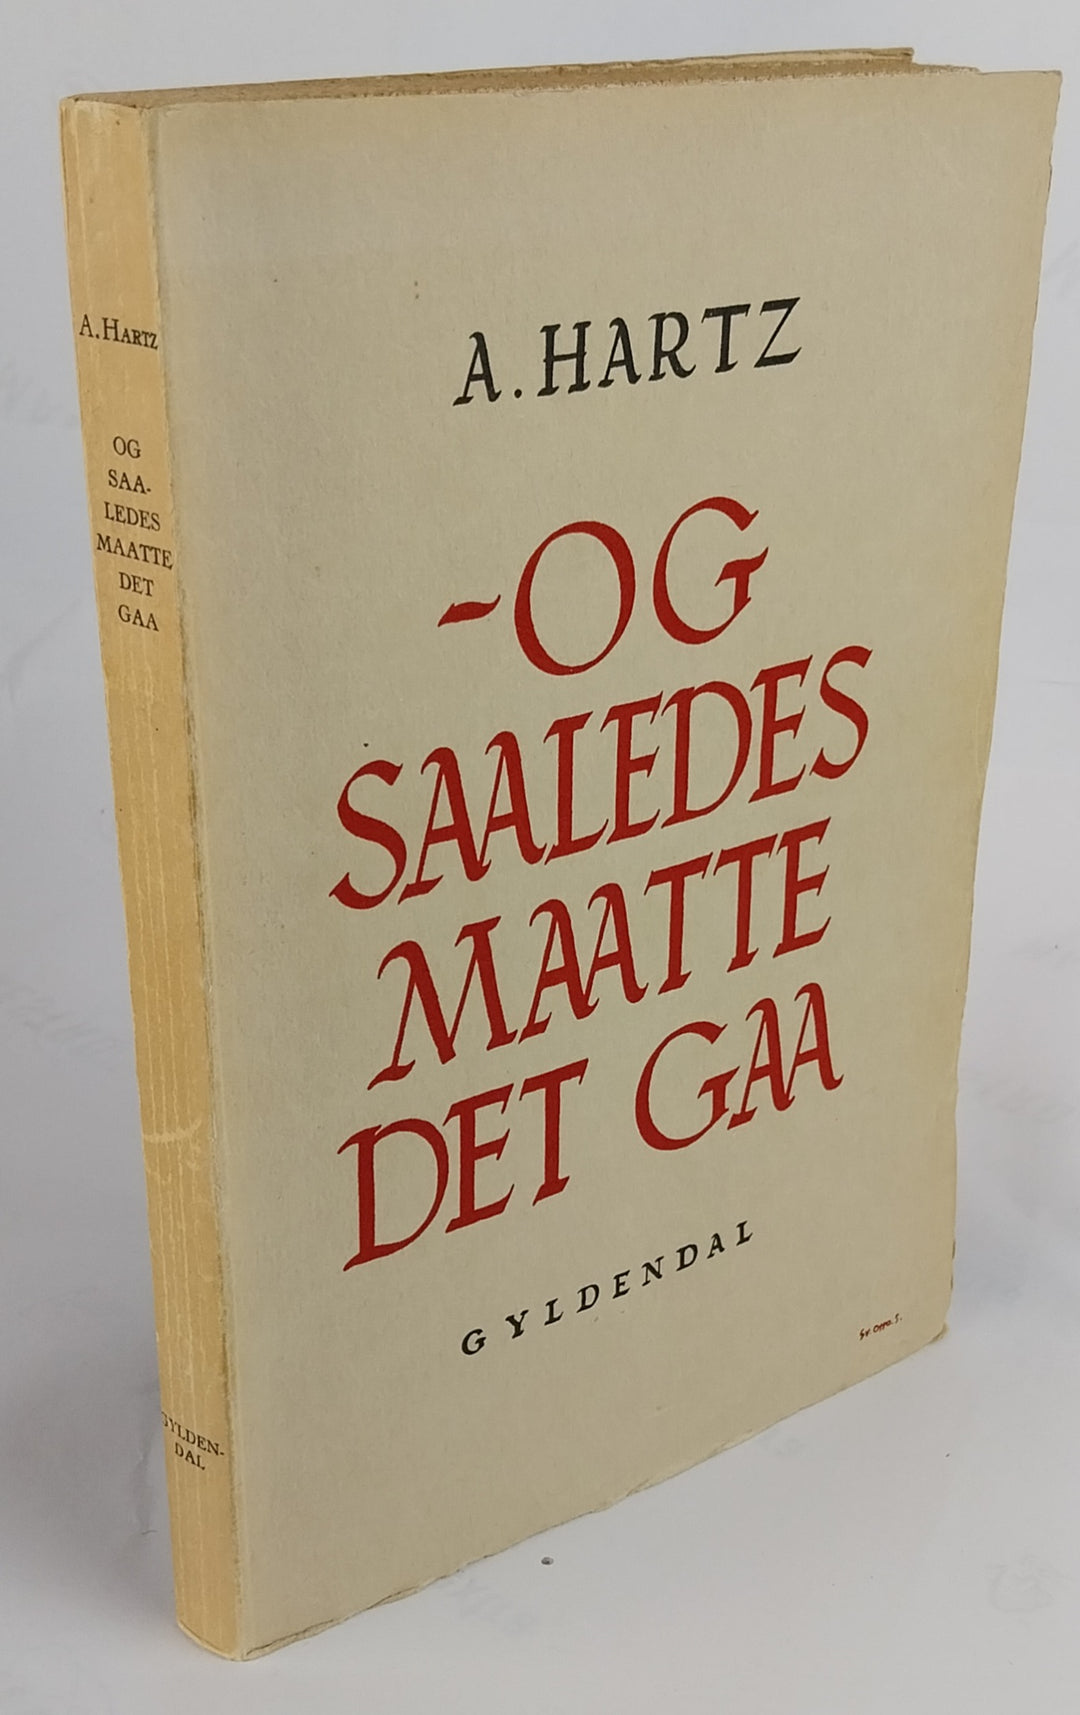 A. HARTZ
OG
SAA-
LEDES
MAATTE
DET
GAA
GYLDEN-
DAL
A. HARTZ
-OG
SAALEDES
MAATTE
DET GAA
GYLDENDAL